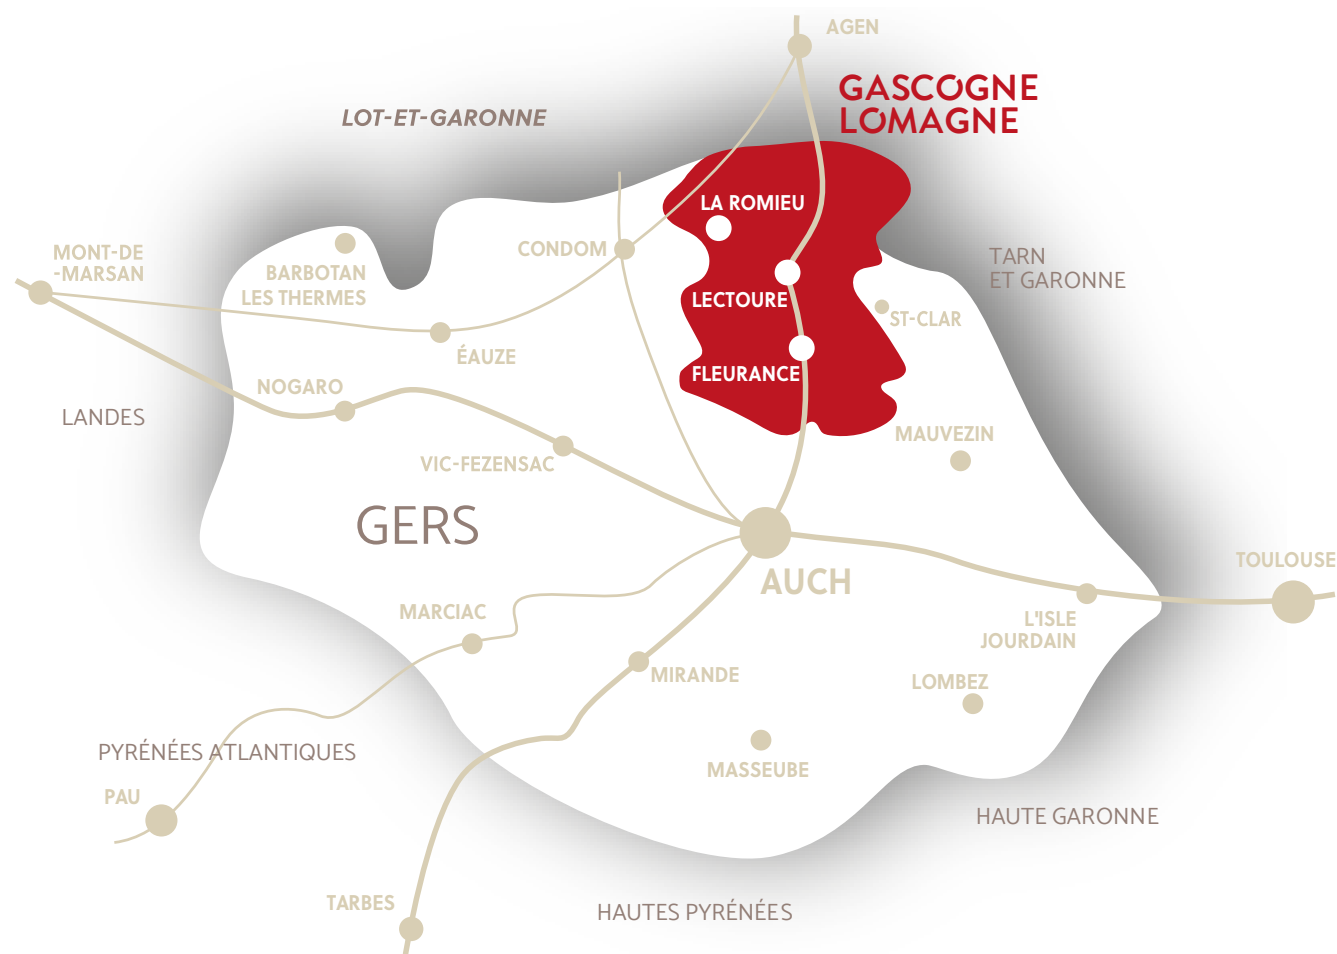 AGEN
GASCOGNE
LOMAGNE
LOT-ET-GARONNE
LA ROMIEU
MONT-DE
-MARSAN
CONDOM
BARBOTAN
LES THERMES
TARN
ET GARONNE
LECTOURE
ST-CLAR
ÉAUZE
FLEURANCE
NOGARO
LANDES
MAUVEZIN
VIC-FEZENSAC
GERS
TOULOUSE
AUCH
MARCIAC
L'ISLE
JOURDAIN
MIRANDE
LOMBEZ
PYRÉNÉES ATLANTIQUES
MASSEUBE
PAU
HAUTE GARONNE
TARBES
HAUTES PYRÉNÉES